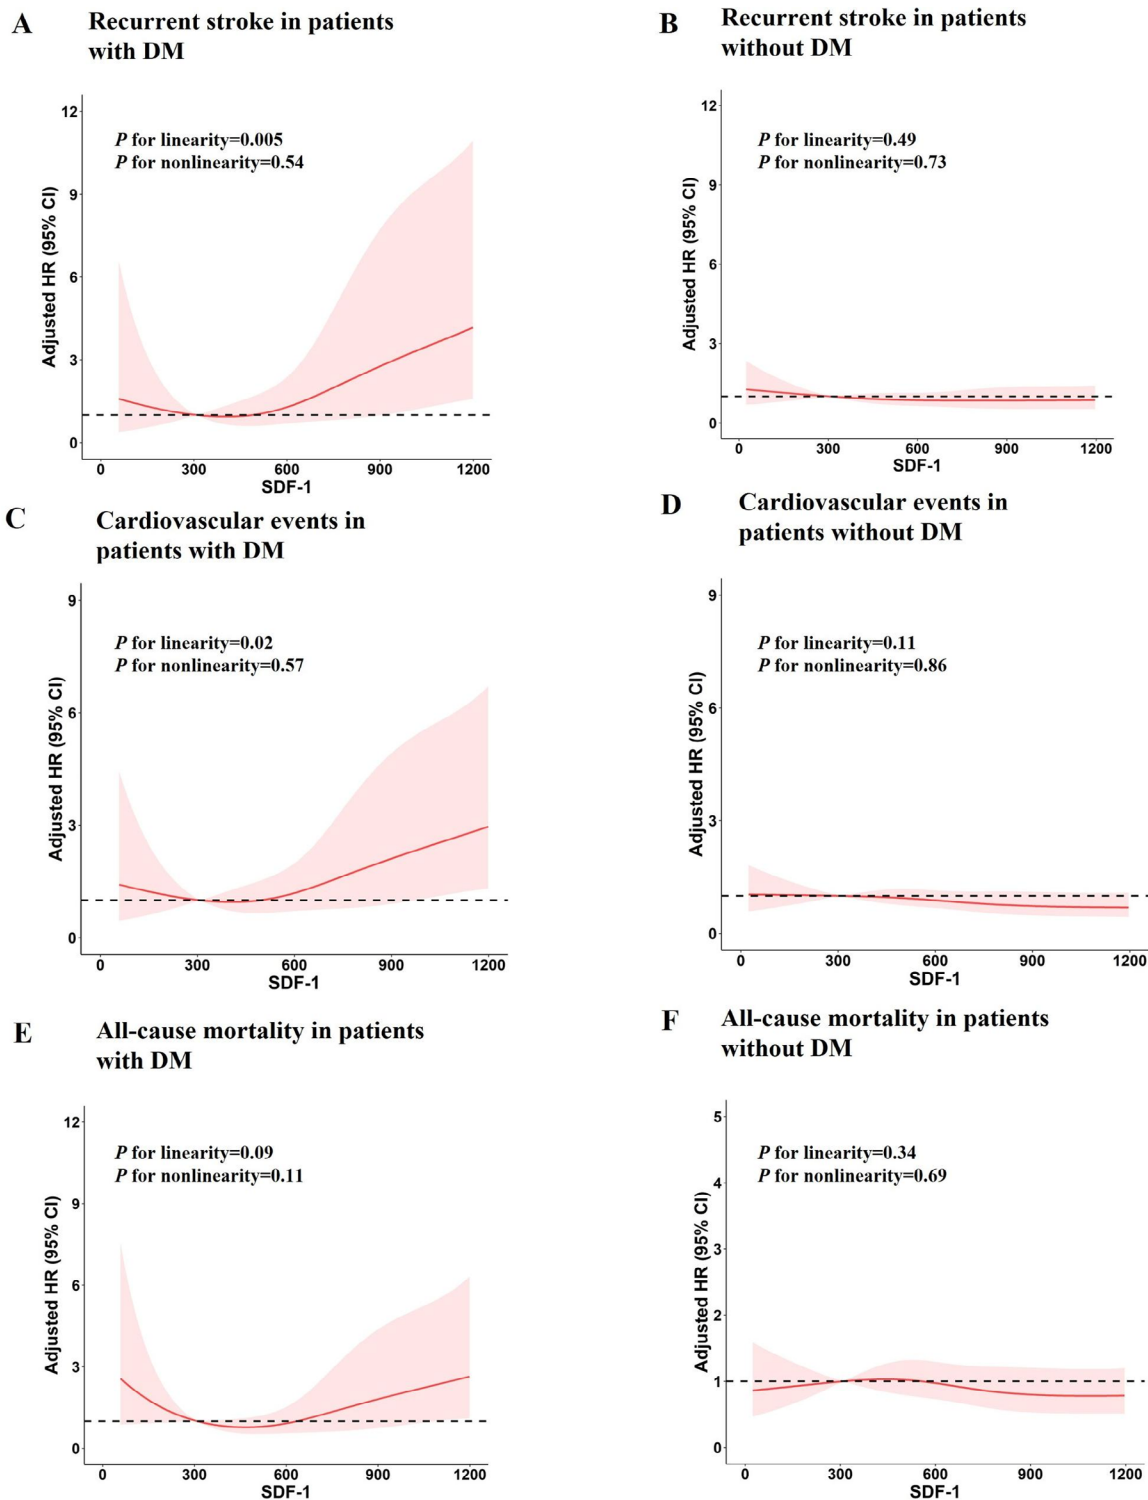 A
Recurrent stroke in patients
with DM
P for linearity=0.005
P for nonlinearity=0.54
Adjusted HR (95% CI)
12
9
6
3
0
0 300 600 900 1200
SDF-1
B
Recurrent stroke in patients
without DM
P for linearity=0.49
P for nonlinearity=0.73
Adjusted HR (95% CI)
12
9
6
3
0
0 300 600 900 1200
SDF-1
C
Cardiovascular events in
patients with DM
P for linearity=0.02
P for nonlinearity=0.57
Adjusted HR (95% CI)
9
6
3
0
0 300 600 900 1200
SDF-1
D
Cardiovascular events in
patients without DM
P for linearity=0.11
P for nonlinearity=0.86
Adjusted HR (95% CI)
9
6
3
0
0 300 600 900 1200
SDF-1
E
All-cause mortality in patients
with DM
P for linearity=0.09
P for nonlinearity=0.11
Adjusted HR (95% CI)
12
9
6
3
0
0 300 600 900 1200
SDF-1
F
All-cause mortality in patients
without DM
P for linearity=0.34
P for nonlinearity=0.69
Adjusted HR (95% CI)
5
4
3
2
1
0
0 300 600 900 1200
SDF-1